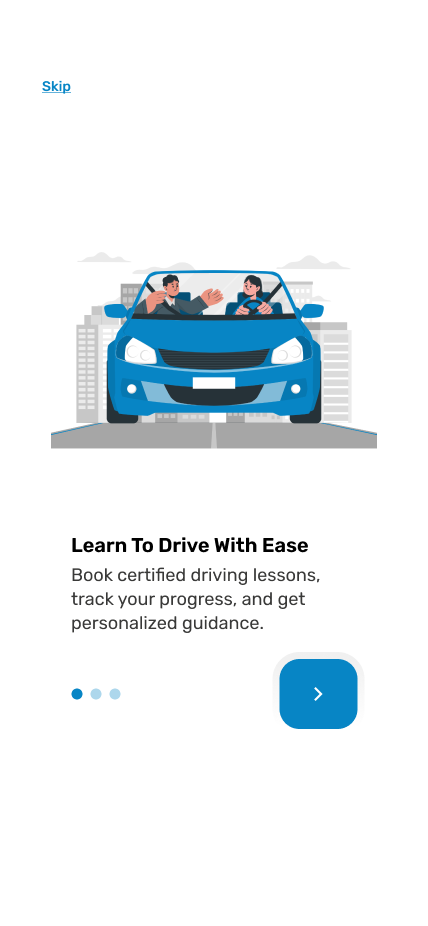 Skip
Learn To Drive With Ease
Book certified driving lessons,
track your progress, and get
personalized guidance.